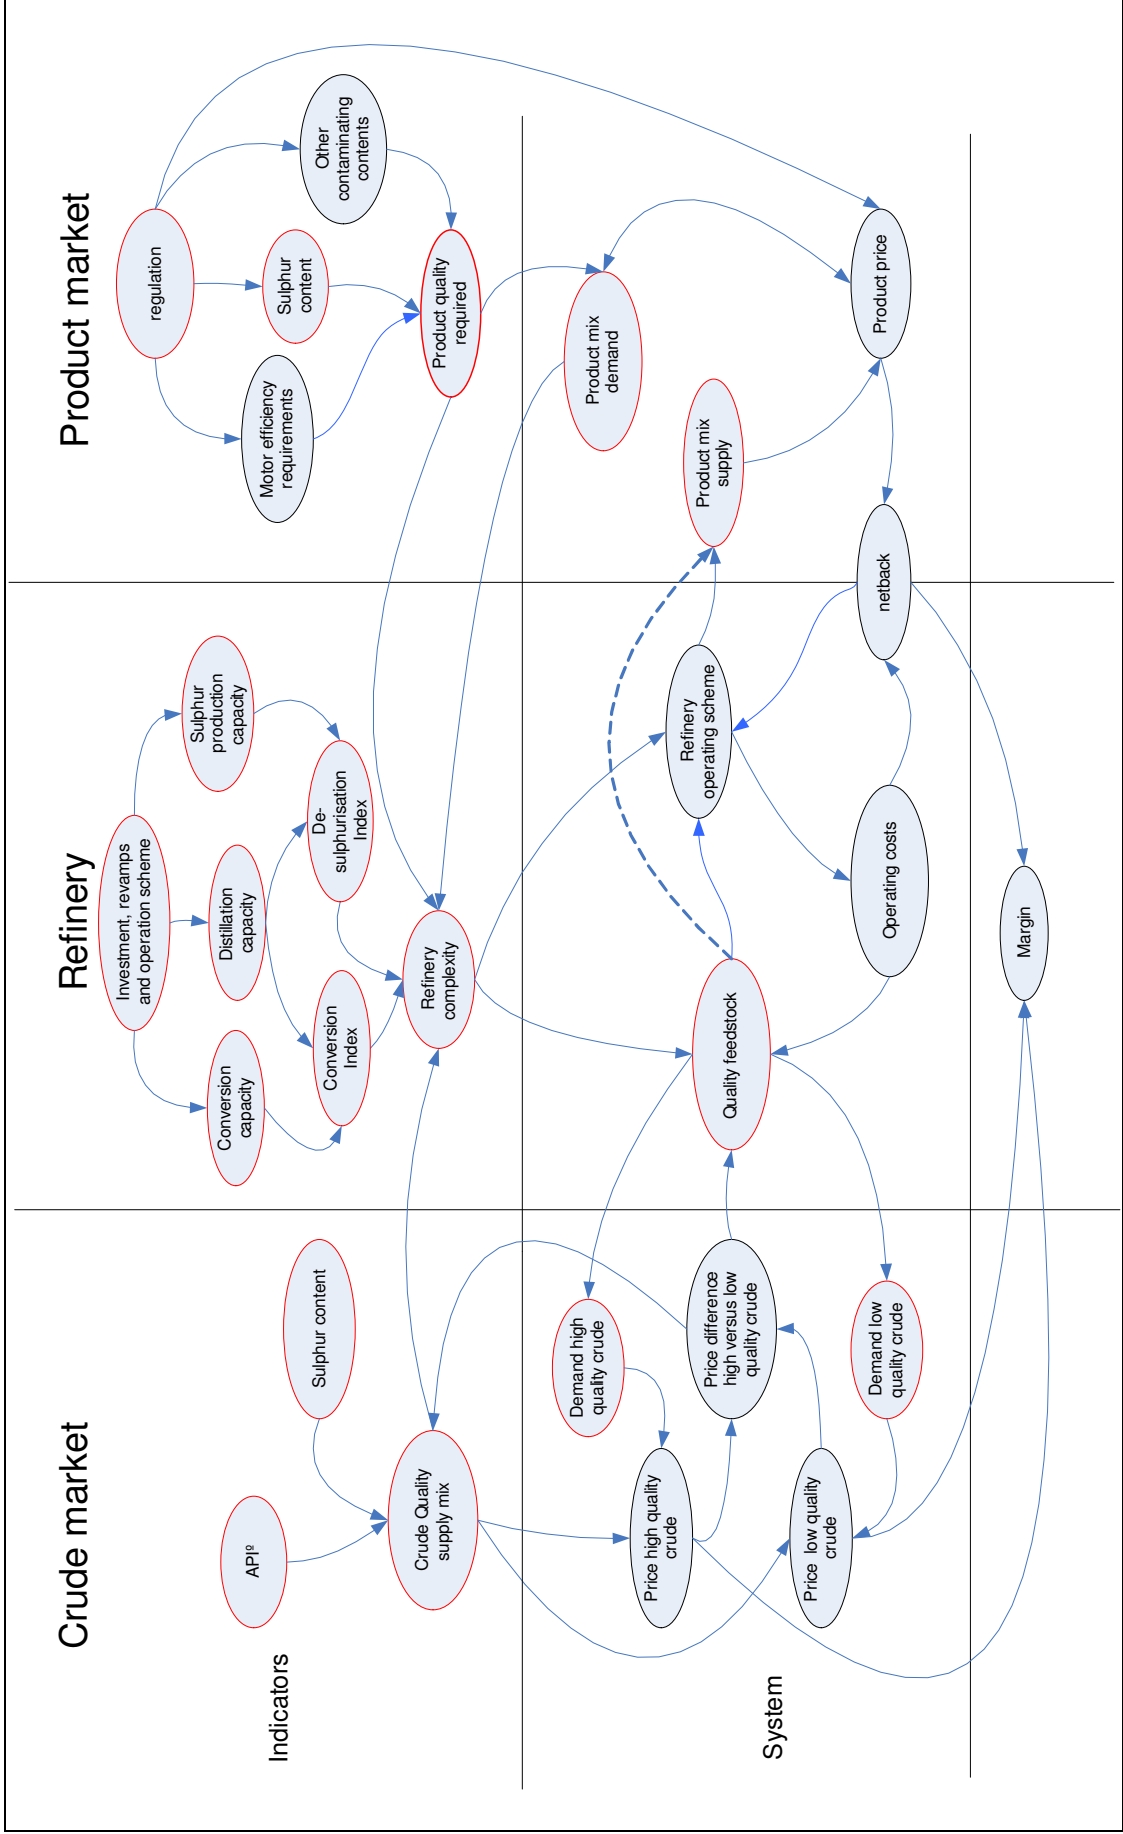 Crude market
Refinery
Product market
Indicators
APIº
Sulphur content
Crude Quality
supply mix
Investment, revamps
and operation scheme
Conversion
capacity
Distillation
capacity
Sulphur
production
capacity
Conversion
Index
De-
sulphurisation
Index
Refinery
complexity
regulation
Motor efficiency
requirements
Sulphur
content
Other
contaminating
contents
Product quality
required
System
Demand high
quality crude
Price high quality
crude
Price difference
high versus low
quality crude
Price low quality
crude
Demand low
quality crude
Quality feedstock
Refinery
operating scheme
Operating costs
netback
Product mix
demand
Product mix
supply
Product price
Margin